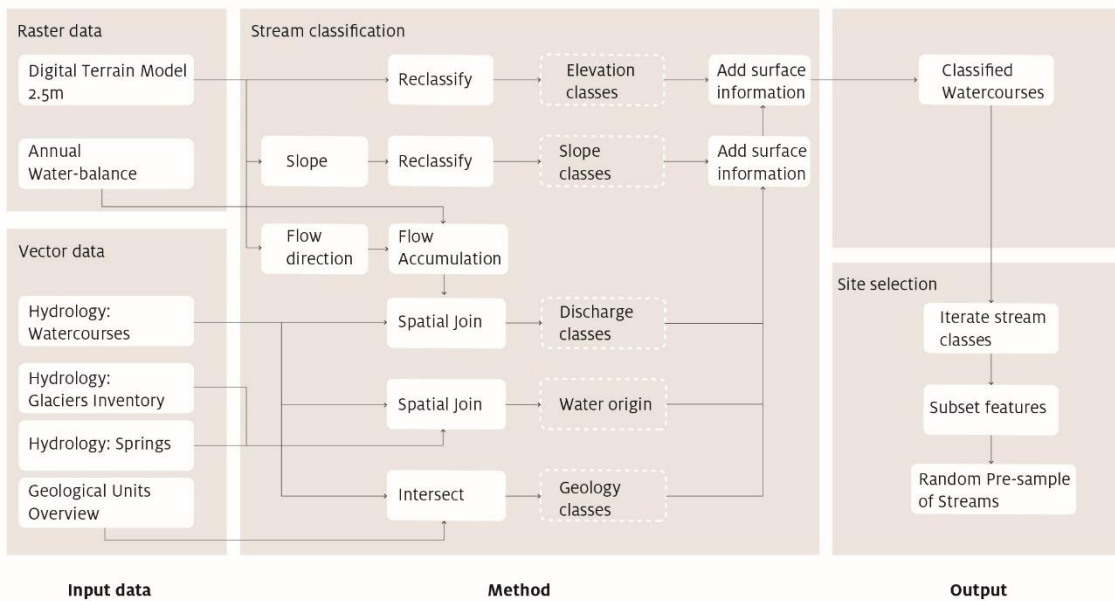 Raster data
Digital Terrain Model
2.5m
Annual
Water-balance
Vector data
Hydrology:
Watercourses
Hydrology:
Glaciers Inventory
Hydrology: Springs
Geological Units
Overview
Input data
Stream classification
Reclassify
Elevation
classes
Add surface
information
Slope
Reclassify
Slope
classes
Add surface
information
Flow
direction
Flow
Accumulation
Spatial Join
Discharge
classes
Spatial Join
Water origin
Intersect
Geology
classes
Method
Classified
Watercourses
Site selection
Iterate stream
classes
Subset features
Random Pre-sample
of Streams
Output